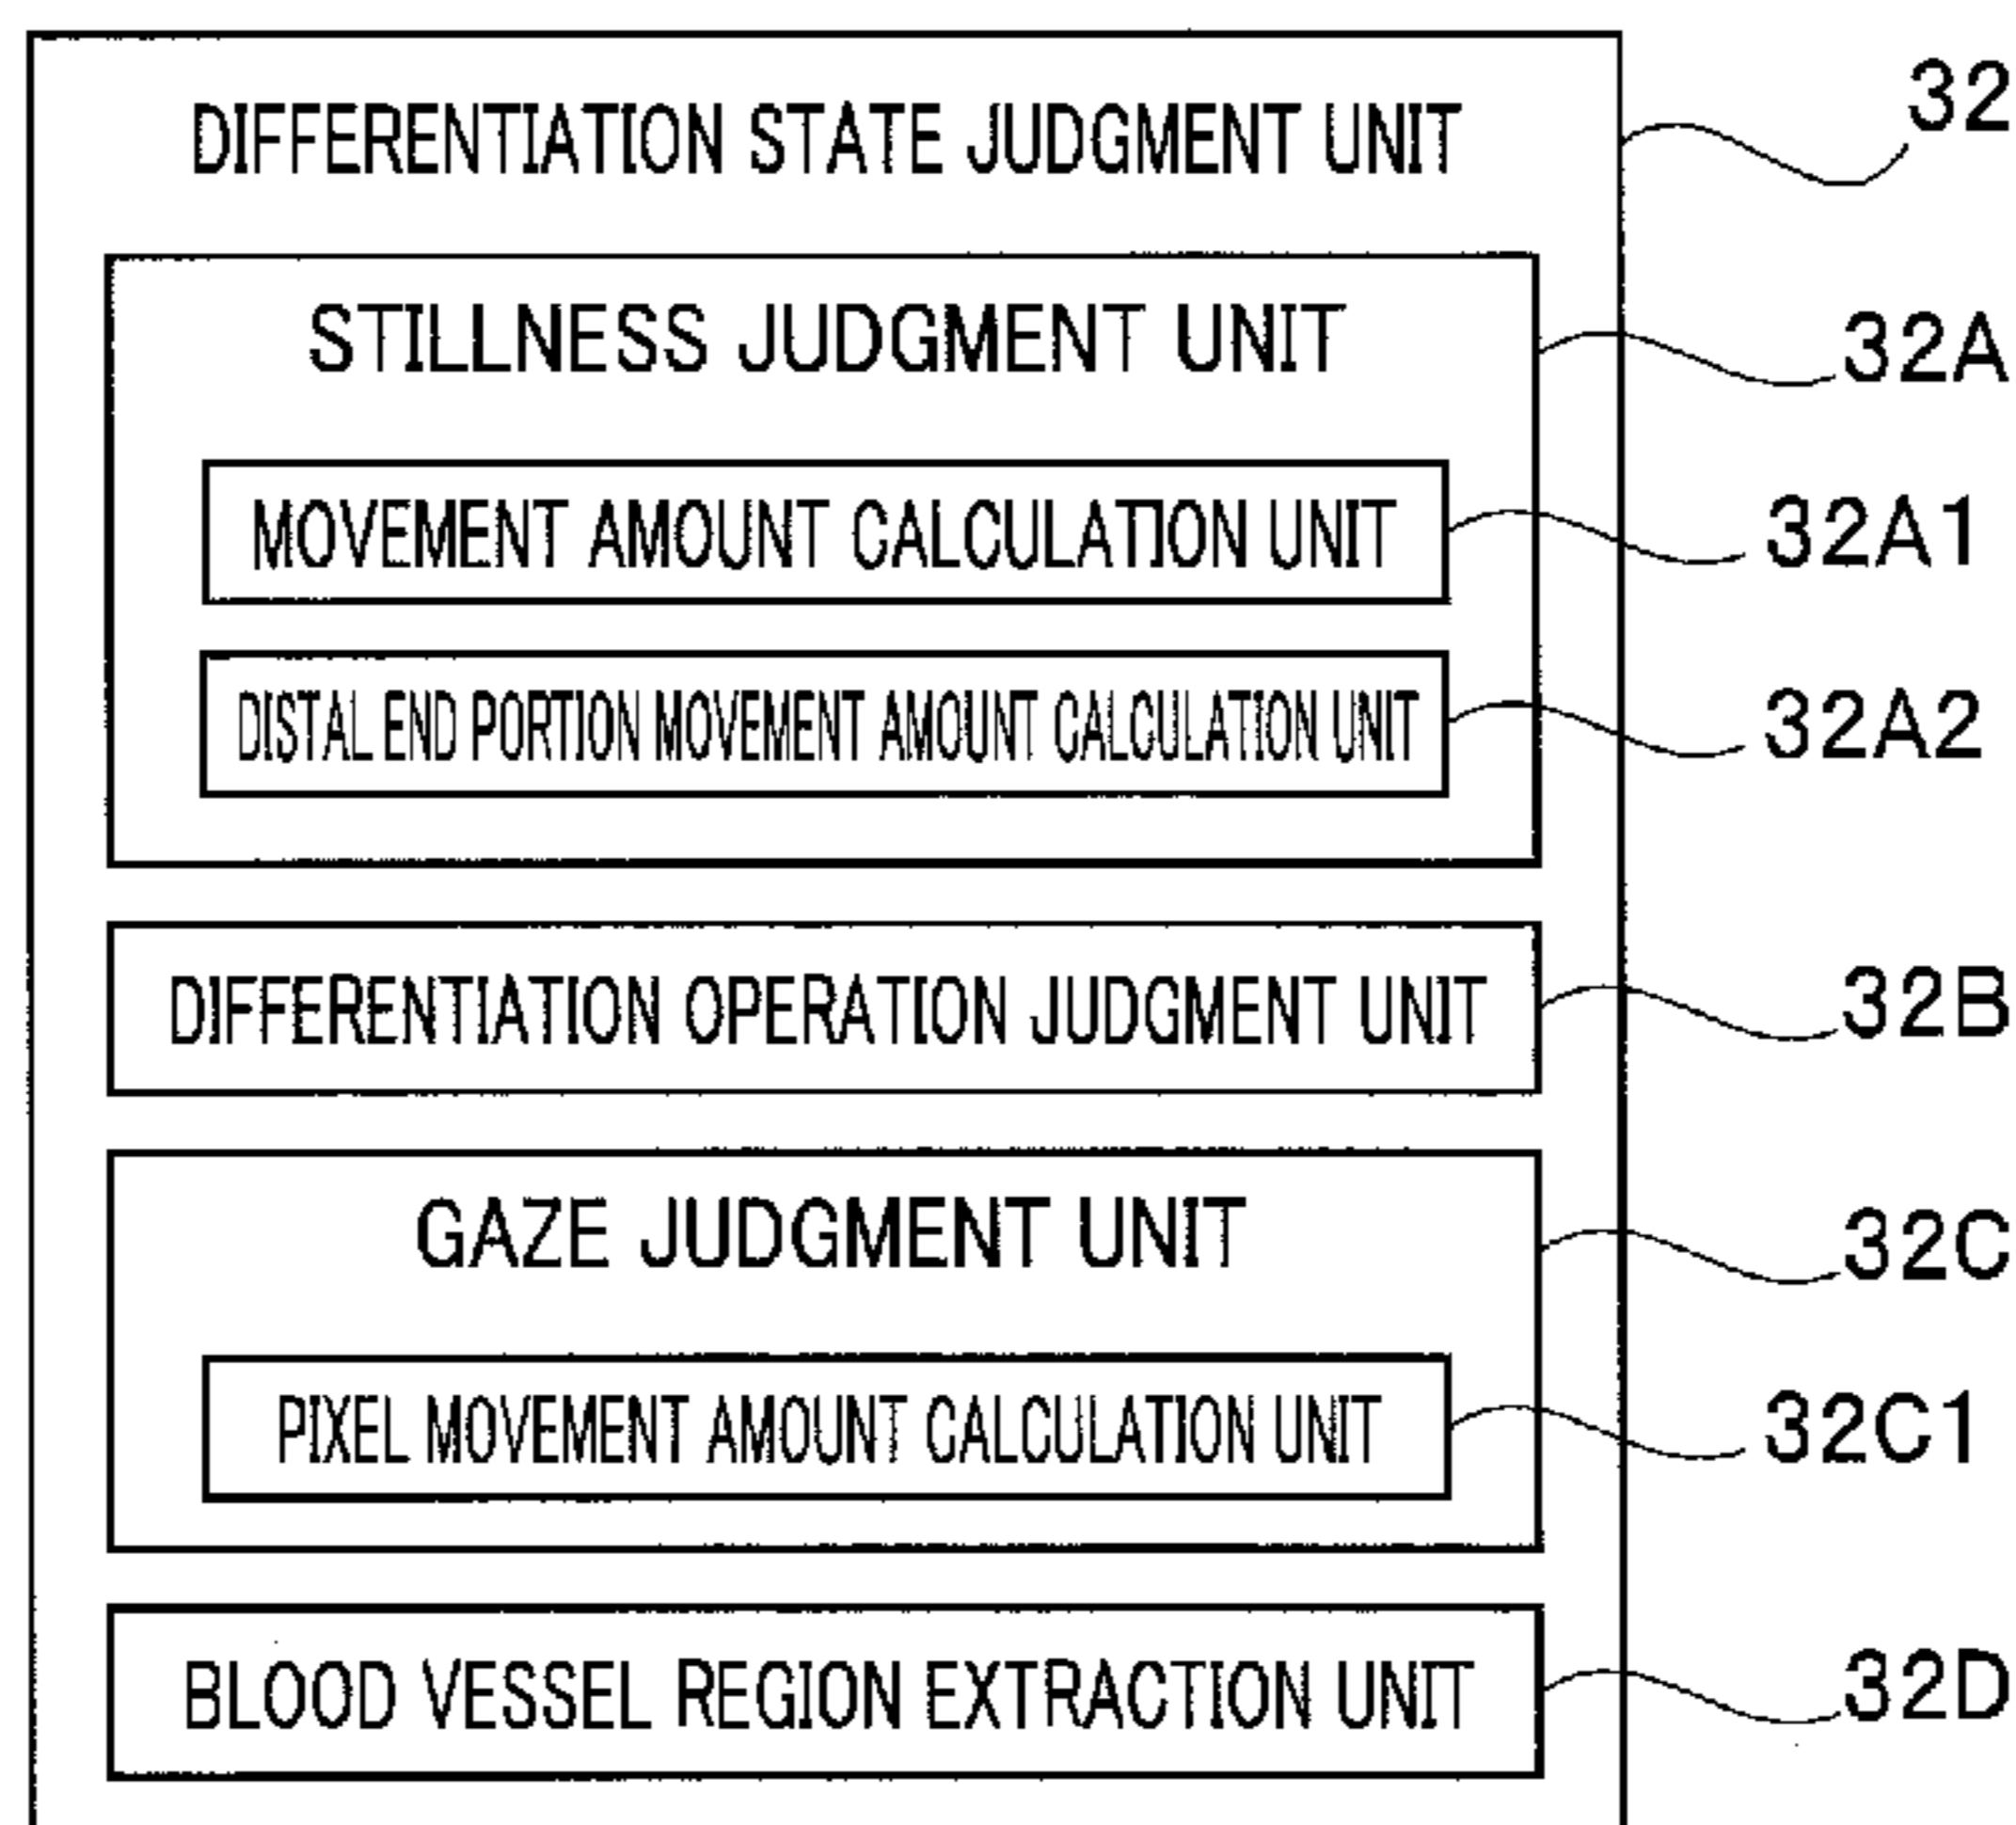 DIFFERENTIATION STATE JUDGMENT UNIT 32
STILLNESS JUDGMENT UNIT 32A
MOVEMENT AMOUNT CALCULATION UNIT 32A1
DISTAL END PORTION MOVEMENT AMOUNT CALCULATION UNIT 32A2
DIFFERENTIATION OPERATION JUDGMENT UNIT 32B
GAZE JUDGMENT UNIT 32C
PIXEL MOVEMENT AMOUNT CALCULATION UNIT 32C1
BLOOD VESSEL REGION EXTRACTION UNIT 32D